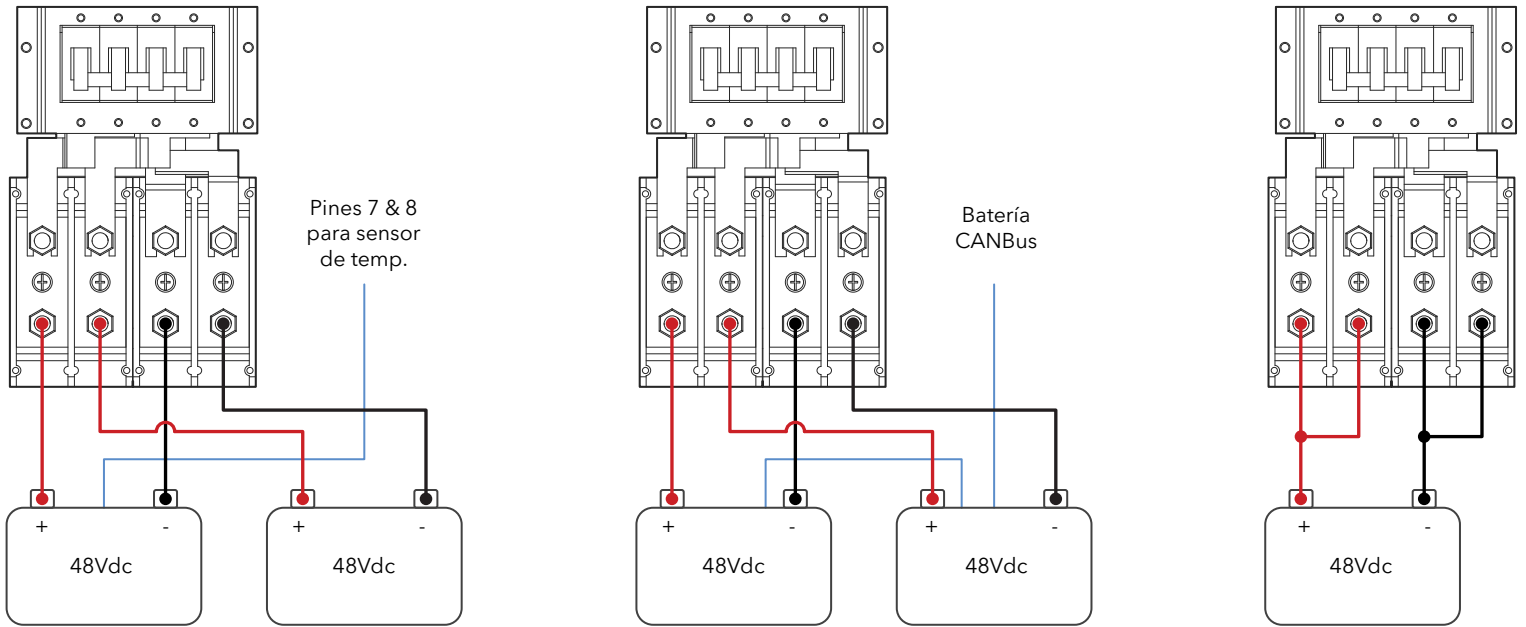 Pines 7 & 8
para sensor
de temp.
Batería
CANBus
+ -
48Vdc
+ -
48Vdc
+ -
48Vdc
+ -
48Vdc
+ -
48Vdc